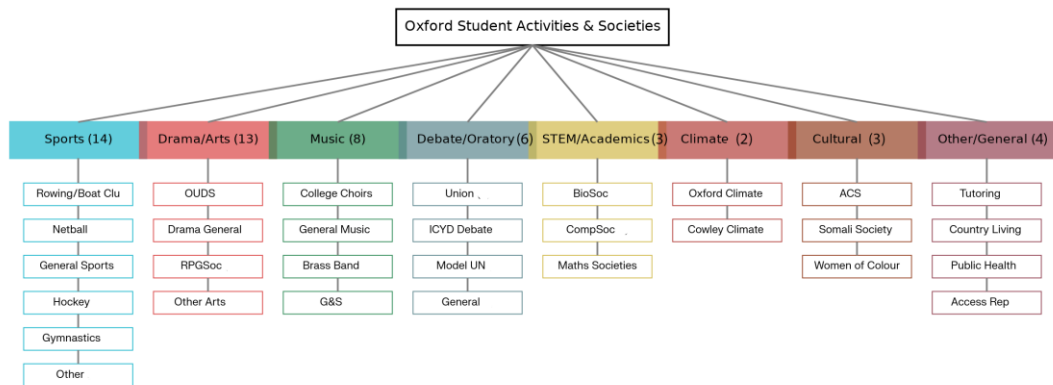 Oxford Student Activities & Societies
Sports (14)
Drama/Arts (13)
Music (8)
Debate/Oratory (6)
STEM/Academics (3)
Climate (2)
Cultural (3)
Other/General (4)
Rowing/Boat Clu
OUDS
College Choirs
Union
BioSoc
Oxford Climate
ACS
Tutoring
Netball
Drama General
General Music
ICYD Debate
CompSoc
Cowley Climate
Somali Society
Country Living
General Sports
RPGSoc
Brass Band
Model UN
Maths Societies
Women of Colour
Public Health
Hockey
Other Arts
G&S
General
Access Rep
Gymnastics
Other